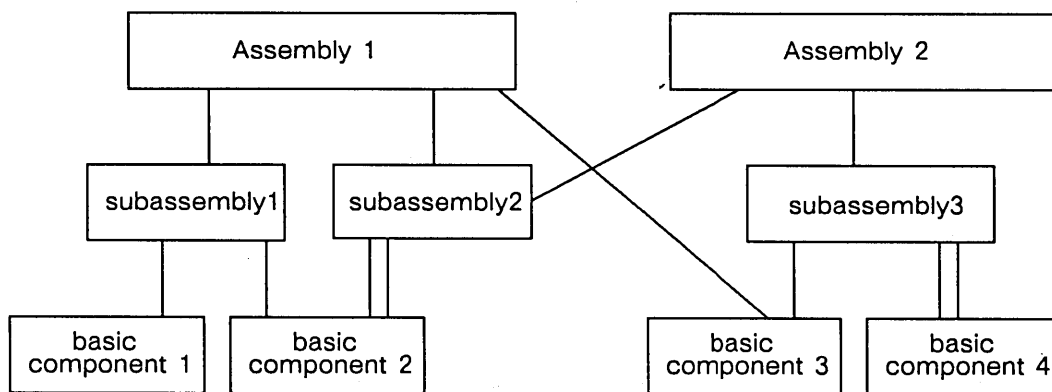 Assembly 1
Assembly 2
subassembly1
subassembly2
subassembly3
basic
component 1
basic
component 2
basic
component 3
basic
component 4